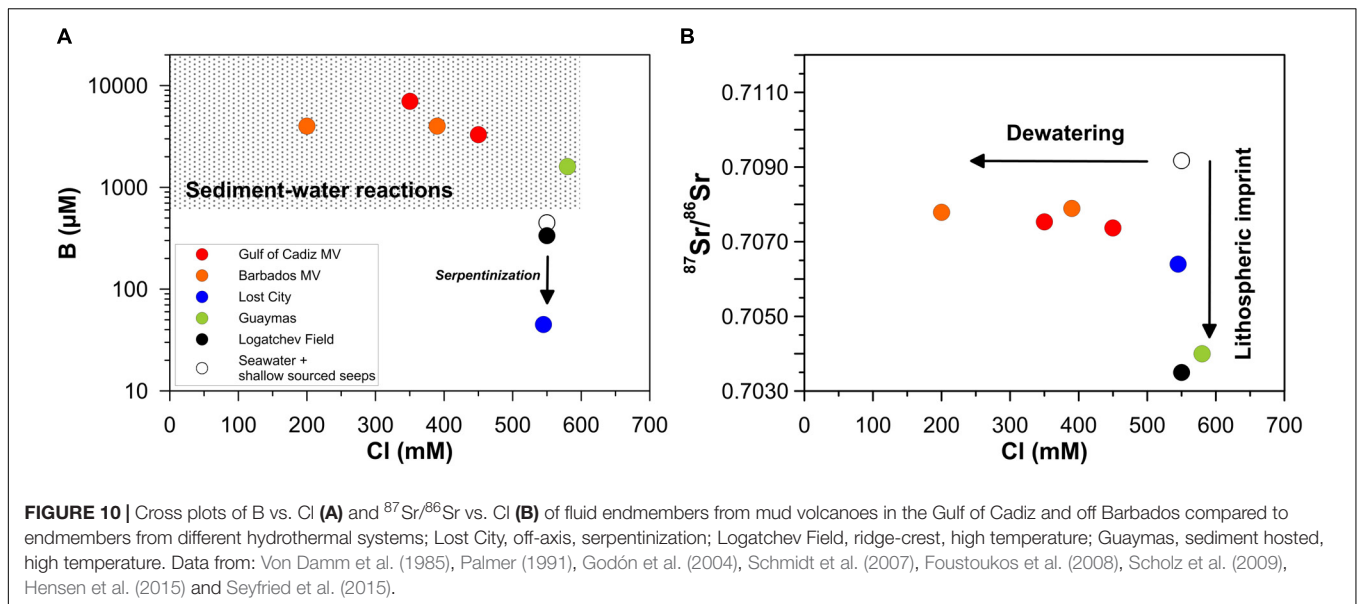 A
B (µM)
10000
1000
100
10
Sediment-water reactions
Serpentinization
Gulf of Cadiz MV
Barbados MV
Lost City
Guaymas
Logatchev Field
Seawater +
shallow sourced seeps
0 100 200 300 400 500 600 700
Cl (mM)
B
⁸⁷Sr/⁸⁶Sr
0.7110
0.7090
0.7070
0.7050
0.7030
Dewatering
Lithospheric imprint
0 100 200 300 400 500 600 700
Cl (mM)
FIGURE 10 | Cross plots of B vs. Cl (A) and ⁸⁷Sr/⁸⁶Sr vs. Cl (B) of fluid endmembers from mud volcanoes in the Gulf of Cadiz and off Barbados compared to
endmembers from different hydrothermal systems; Lost City, off-axis, serpentinization; Logatchev Field, ridge-crest, high temperature; Guaymas, sediment hosted,
high temperature. Data from: Von Damm et al. (1985), Palmer (1991), Godón et al. (2004), Schmidt et al. (2007), Foustoukos et al. (2008), Scholz et al. (2009),
Hensen et al. (2015) and Seyfried et al. (2015).